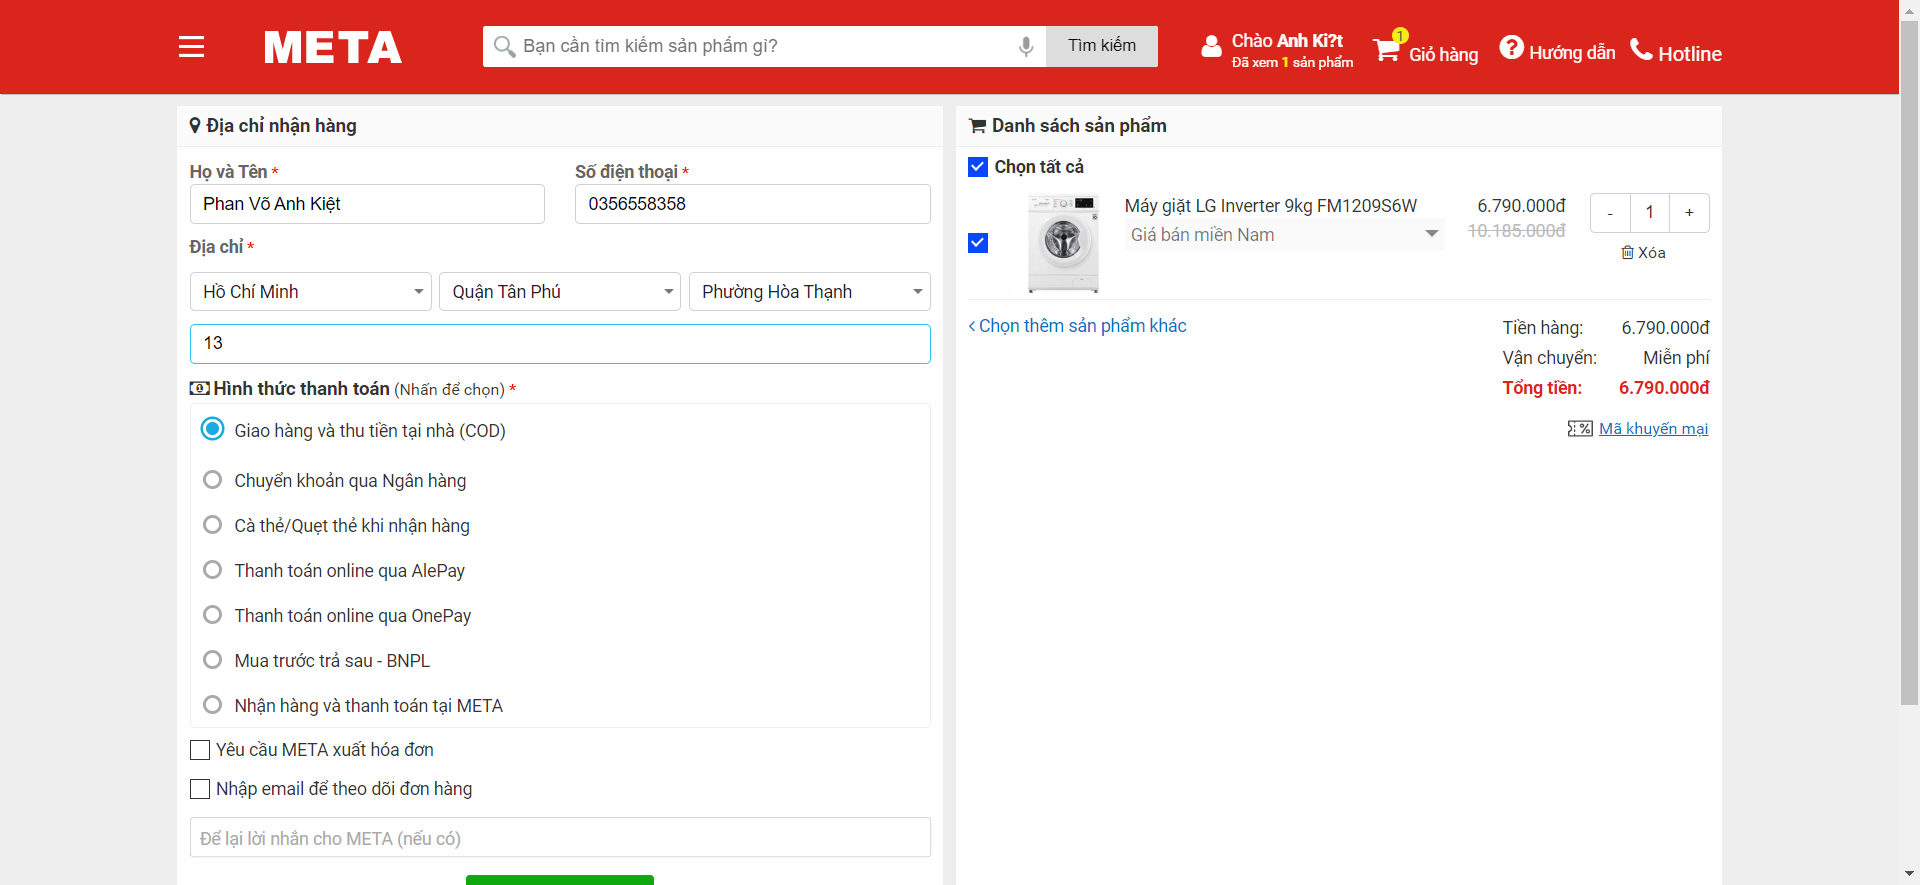 META
Bạn cần tìm kiếm sản phẩm gì?
Tìm kiếm
Chào Anh Ki?t
Đã xem 1 sản phẩm
1
Giỏ hàng
Hướng dẫn
Hotline
Địa chỉ nhận hàng
Họ và Tên *
Số điện thoại *
Phan Võ Anh Kiệt
0356558358
Địa chỉ *
Hồ Chí Minh
Quận Tân Phú
Phường Hòa Thạnh
13
Hình thức thanh toán (Nhấn để chọn) *
Giao hàng và thu tiền tại nhà (COD)
Chuyển khoản qua Ngân hàng
Cà thẻ/Quẹt thẻ khi nhận hàng
Thanh toán online qua AlePay
Thanh toán online qua OnePay
Mua trước trả sau - BNPL
Nhận hàng và thanh toán tại META
Yêu cầu META xuất hóa đơn
Nhập email để theo dõi đơn hàng
Để lại lời nhắn cho META (nếu có)
Danh sách sản phẩm
Chọn tất cả
Máy giặt LG Inverter 9kg FM1209S6W
Giá bán miền Nam
6.790.000đ
10.185.000đ
- 1 +
Xóa
‹ Chọn thêm sản phẩm khác
Tiền hàng: 6.790.000đ
Vận chuyển: Miễn phí
Tổng tiền: 6.790.000đ
Mã khuyến mại